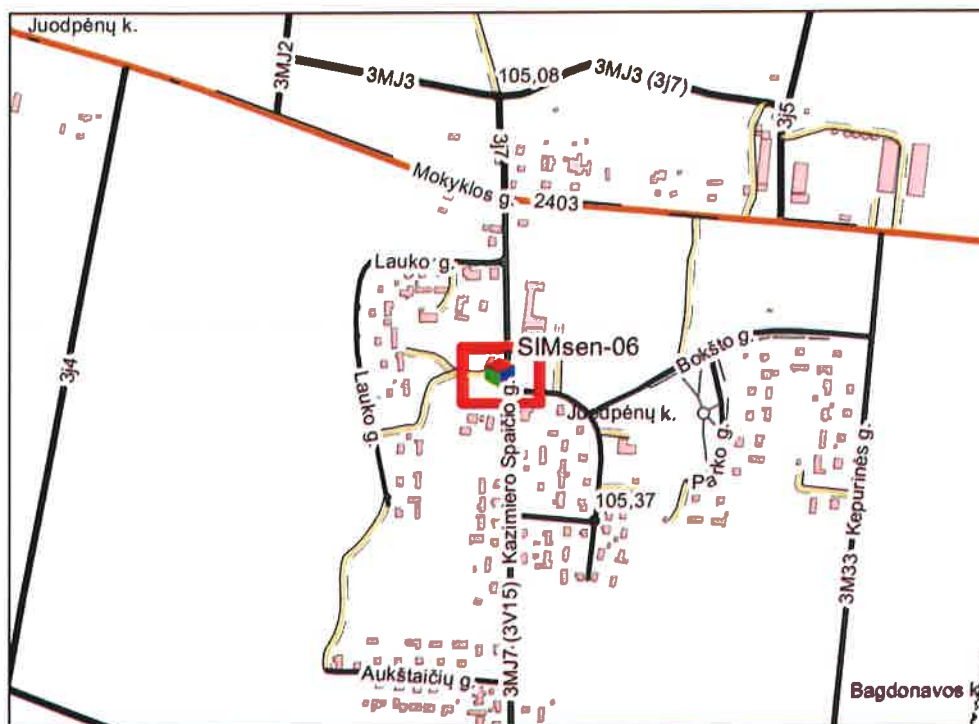 Juodpėnų k.
3MJ2
3MJ3
105,08
3MJ3 (3j7)
3j5
3j7
Mokyklos g.
2403
Lauko g.
3j4
SIMsen-06
Bokšto g.
Lauko g.
Juodpėnų k.
Parko g.
105,37
3MJ7 (3V15) = Kazimiero Spaičio g.
3M33 = Kepurinės g.
Aukštaičių g.
Bagdonavos k